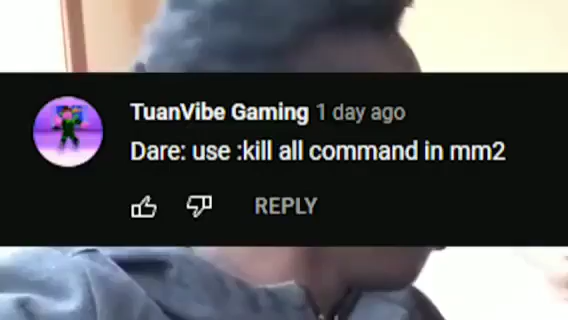 TuanVibe Gaming 1 day ago
Dare: use :kill all command in mm2
REPLY